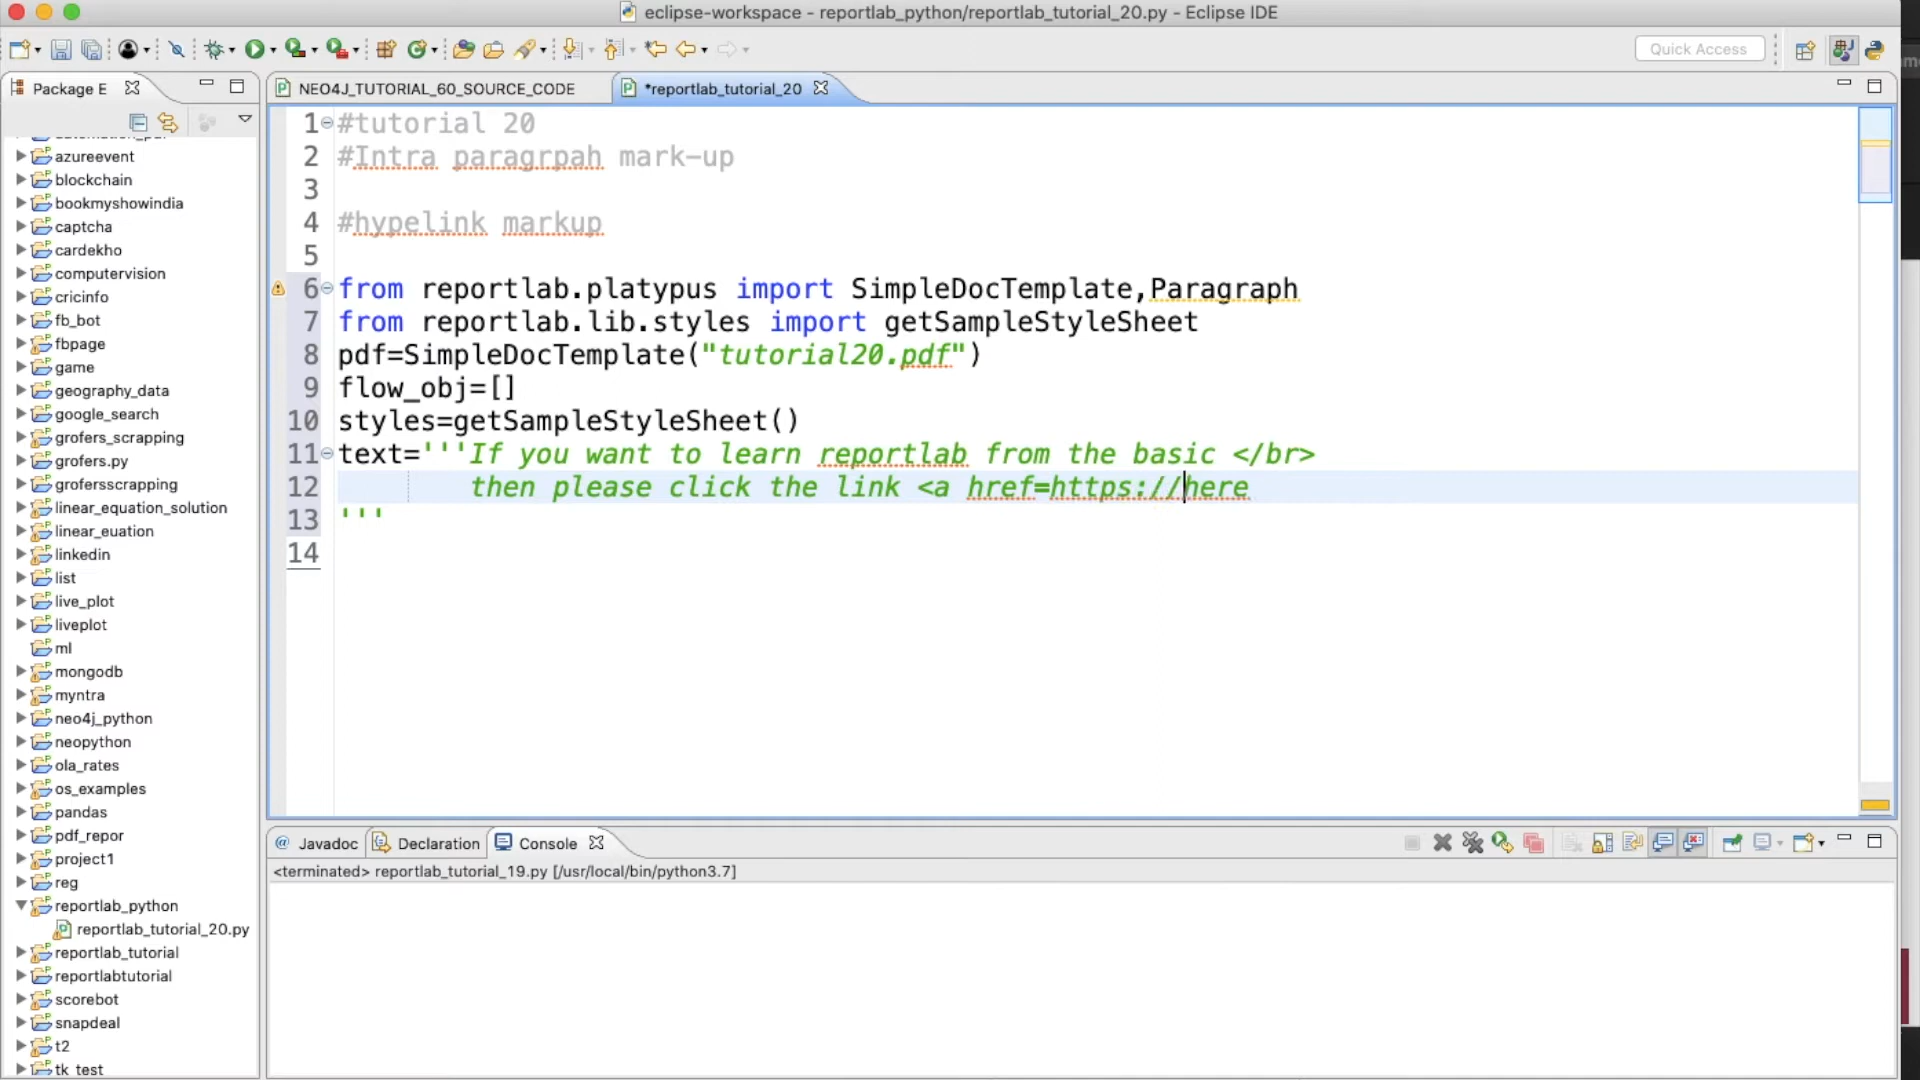 eclipse-workspace - reportlab_python/reportlab_tutorial_20.py - Eclipse IDE
Quick Access
Package E
NEO4J_TUTORIAL_60_SOURCE_CODE
*reportlab_tutorial_20
azureevent
blockchain
bookmyshowindia
captcha
cardekho
computervision
cricinfo
fb_bot
fbpage
game
geography_data
google_search
grofers_scrapping
grofers.py
grofersscrapping
linear_equation_solution
linear_euation
linkedin
list
live_plot
liveplot
ml
mongodb
myntra
neo4j_python
neopython
ola_rates
os_examples
pandas
pdf_repor
project1
reg
reportlab_python
reportlab_tutorial_20.py
reportlab_tutorial
reportlabtutorial
scorebot
snapdeal
t2
tk_test
1 #tutorial 20
2 #Intra paragrpah mark-up
3
4 #hypelink markup
5
6 from reportlab.platypus import SimpleDocTemplate,Paragraph
7 from reportlab.lib.styles import getSampleStyleSheet
8 pdf=SimpleDocTemplate("tutorial20.pdf")
9 flow_obj=[]
10 styles=getSampleStyleSheet()
11 text='''If you want to learn reportlab from the basic </br>
12 then please click the link <a href=https://here
13 '''
14
@ Javadoc
Declaration
Console
<terminated> reportlab_tutorial_19.py [/usr/local/bin/python3.7]